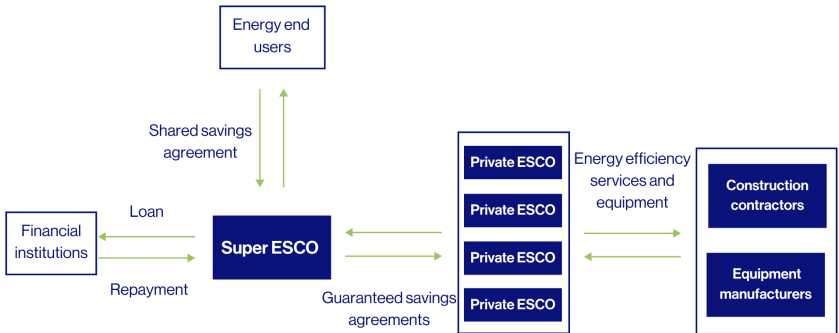 Energy end
users
Shared savings
agreement
Private ESCO
Private ESCO
Private ESCO
Private ESCO
Energy efficiency
services and
equipment
Construction
contractors
Equipment
manufacturers
Financial
institutions
Loan
Repayment
Super ESCO
Guaranteed savings
agreements